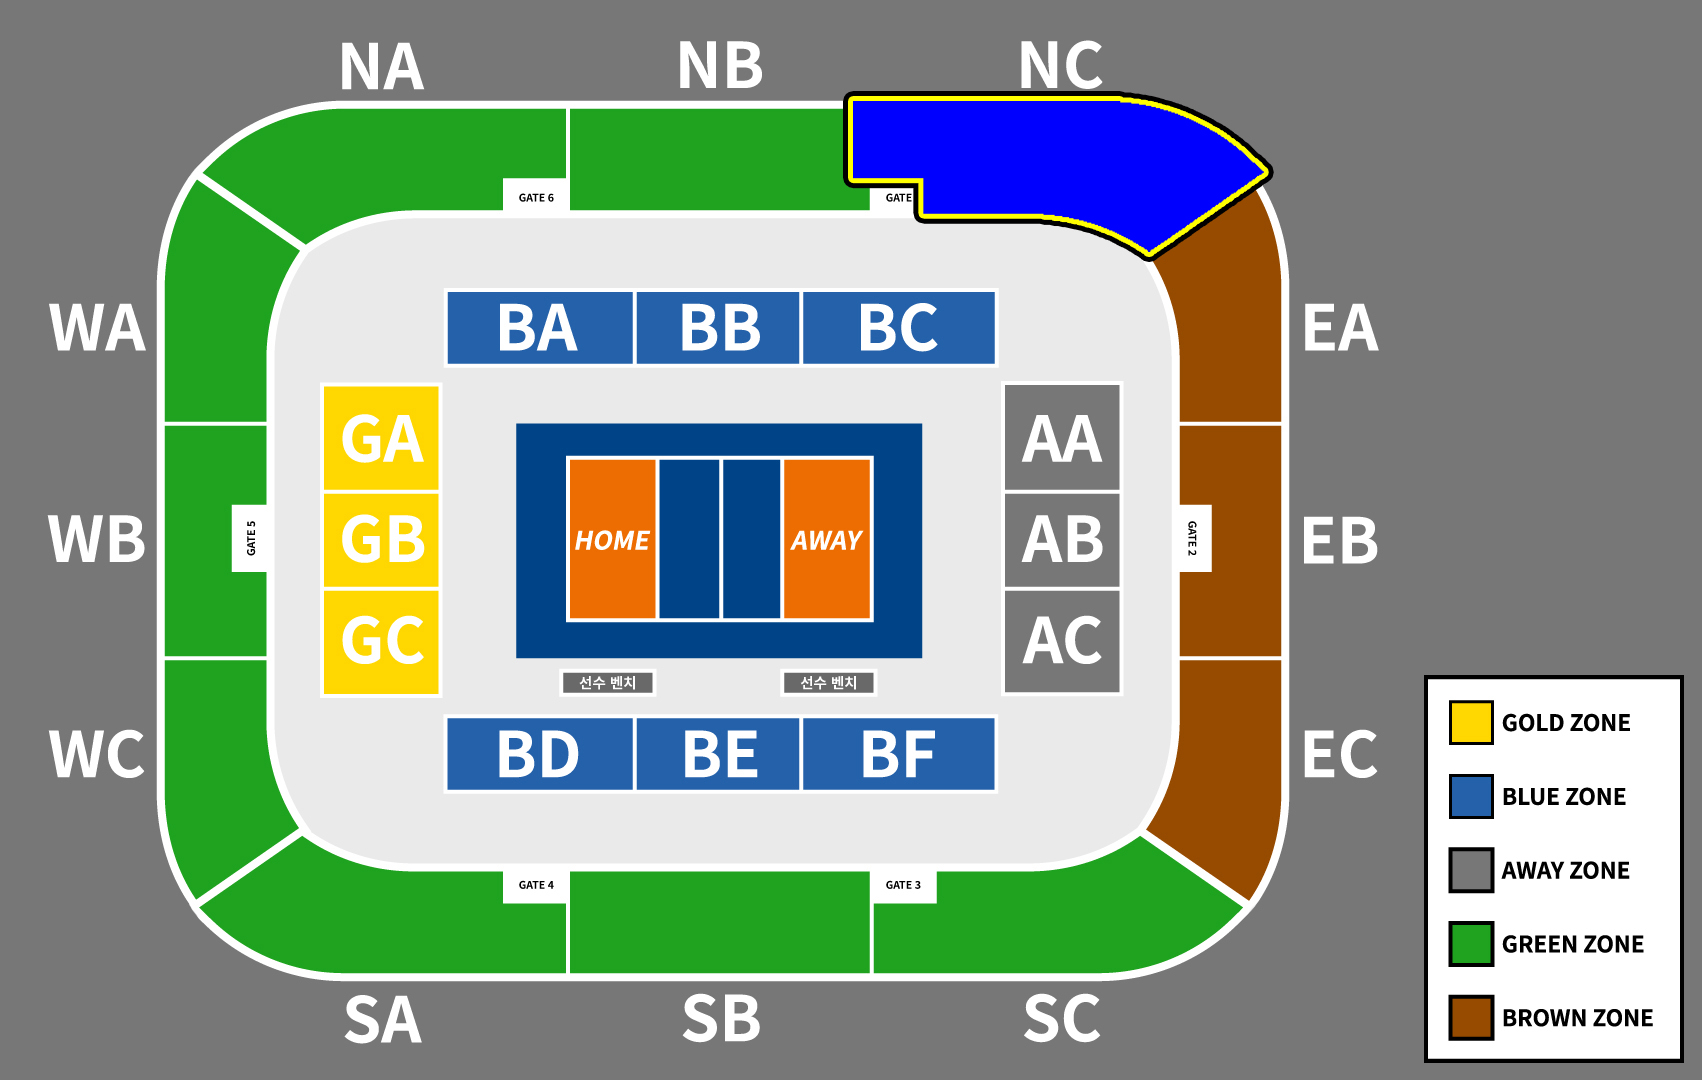 NA NB NC
GATE 6 GATE
WA EA
BA BB BC
GA AA
WB GATE 5 GB HOME AWAY AB GATE 2 EB
GC AC
선수 벤치 선수 벤치
WC BD BE BF EC
GATE 4 GATE 3
SA SB SC
GOLD ZONE
BLUE ZONE
AWAY ZONE
GREEN ZONE
BROWN ZONE